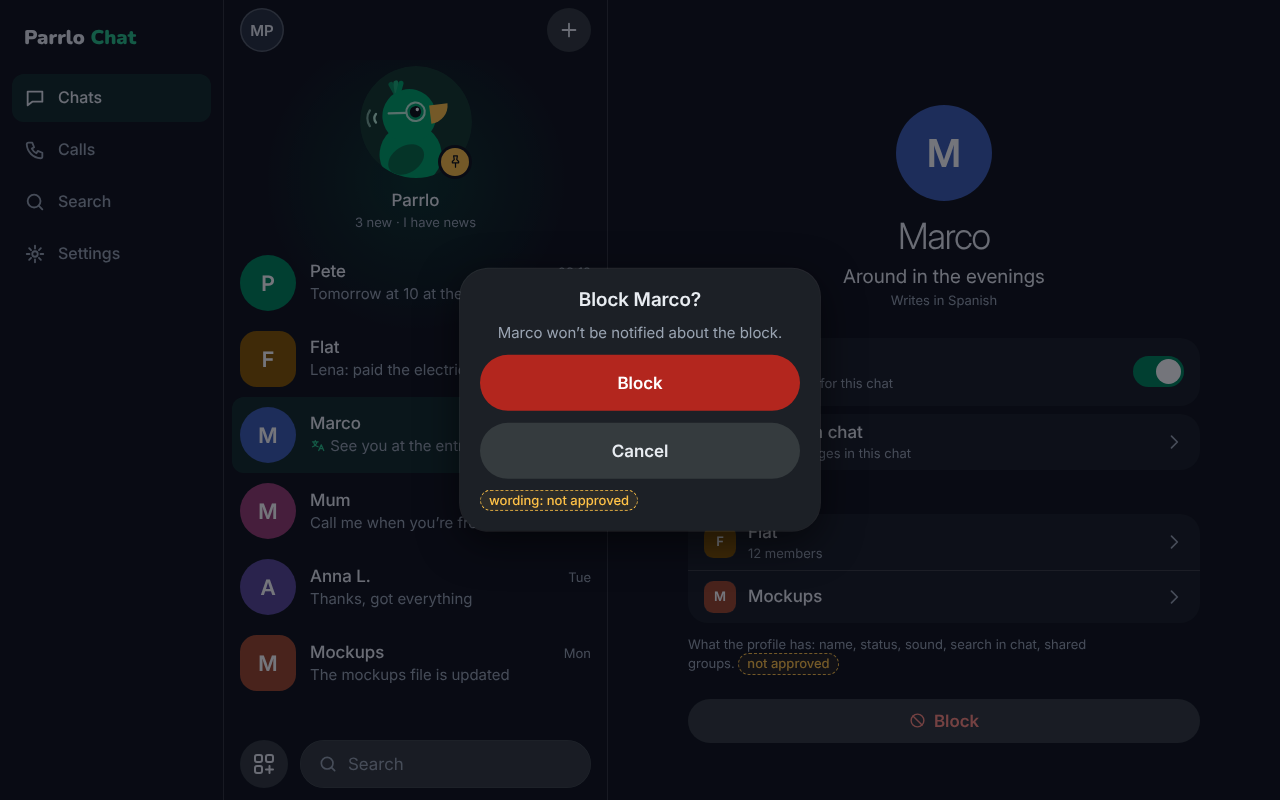 Parrlo Chat
Chats
Calls
Search
Settings
MP
Parrlo
3 new · I have news
P
Pete
Tomorrow at 10 at the
F
Flat
Lena: paid the electri
M
Marco
See you at the ent
M
Mum
Call me when you're fre
A
Anna L.
Tue
Thanks, got everything
M
Mockups
Mon
The mockups file is updated
Search
M
Marco
Around in the evenings
Writes in Spanish
for this chat
chat
in this chat
Block Marco?
Marco won't be notified about the block.
Block
Cancel
wording: not approved
F
Flat
12 members
M
Mockups
What the profile has: name, status, sound, search in chat, shared
groups. not approved
Block